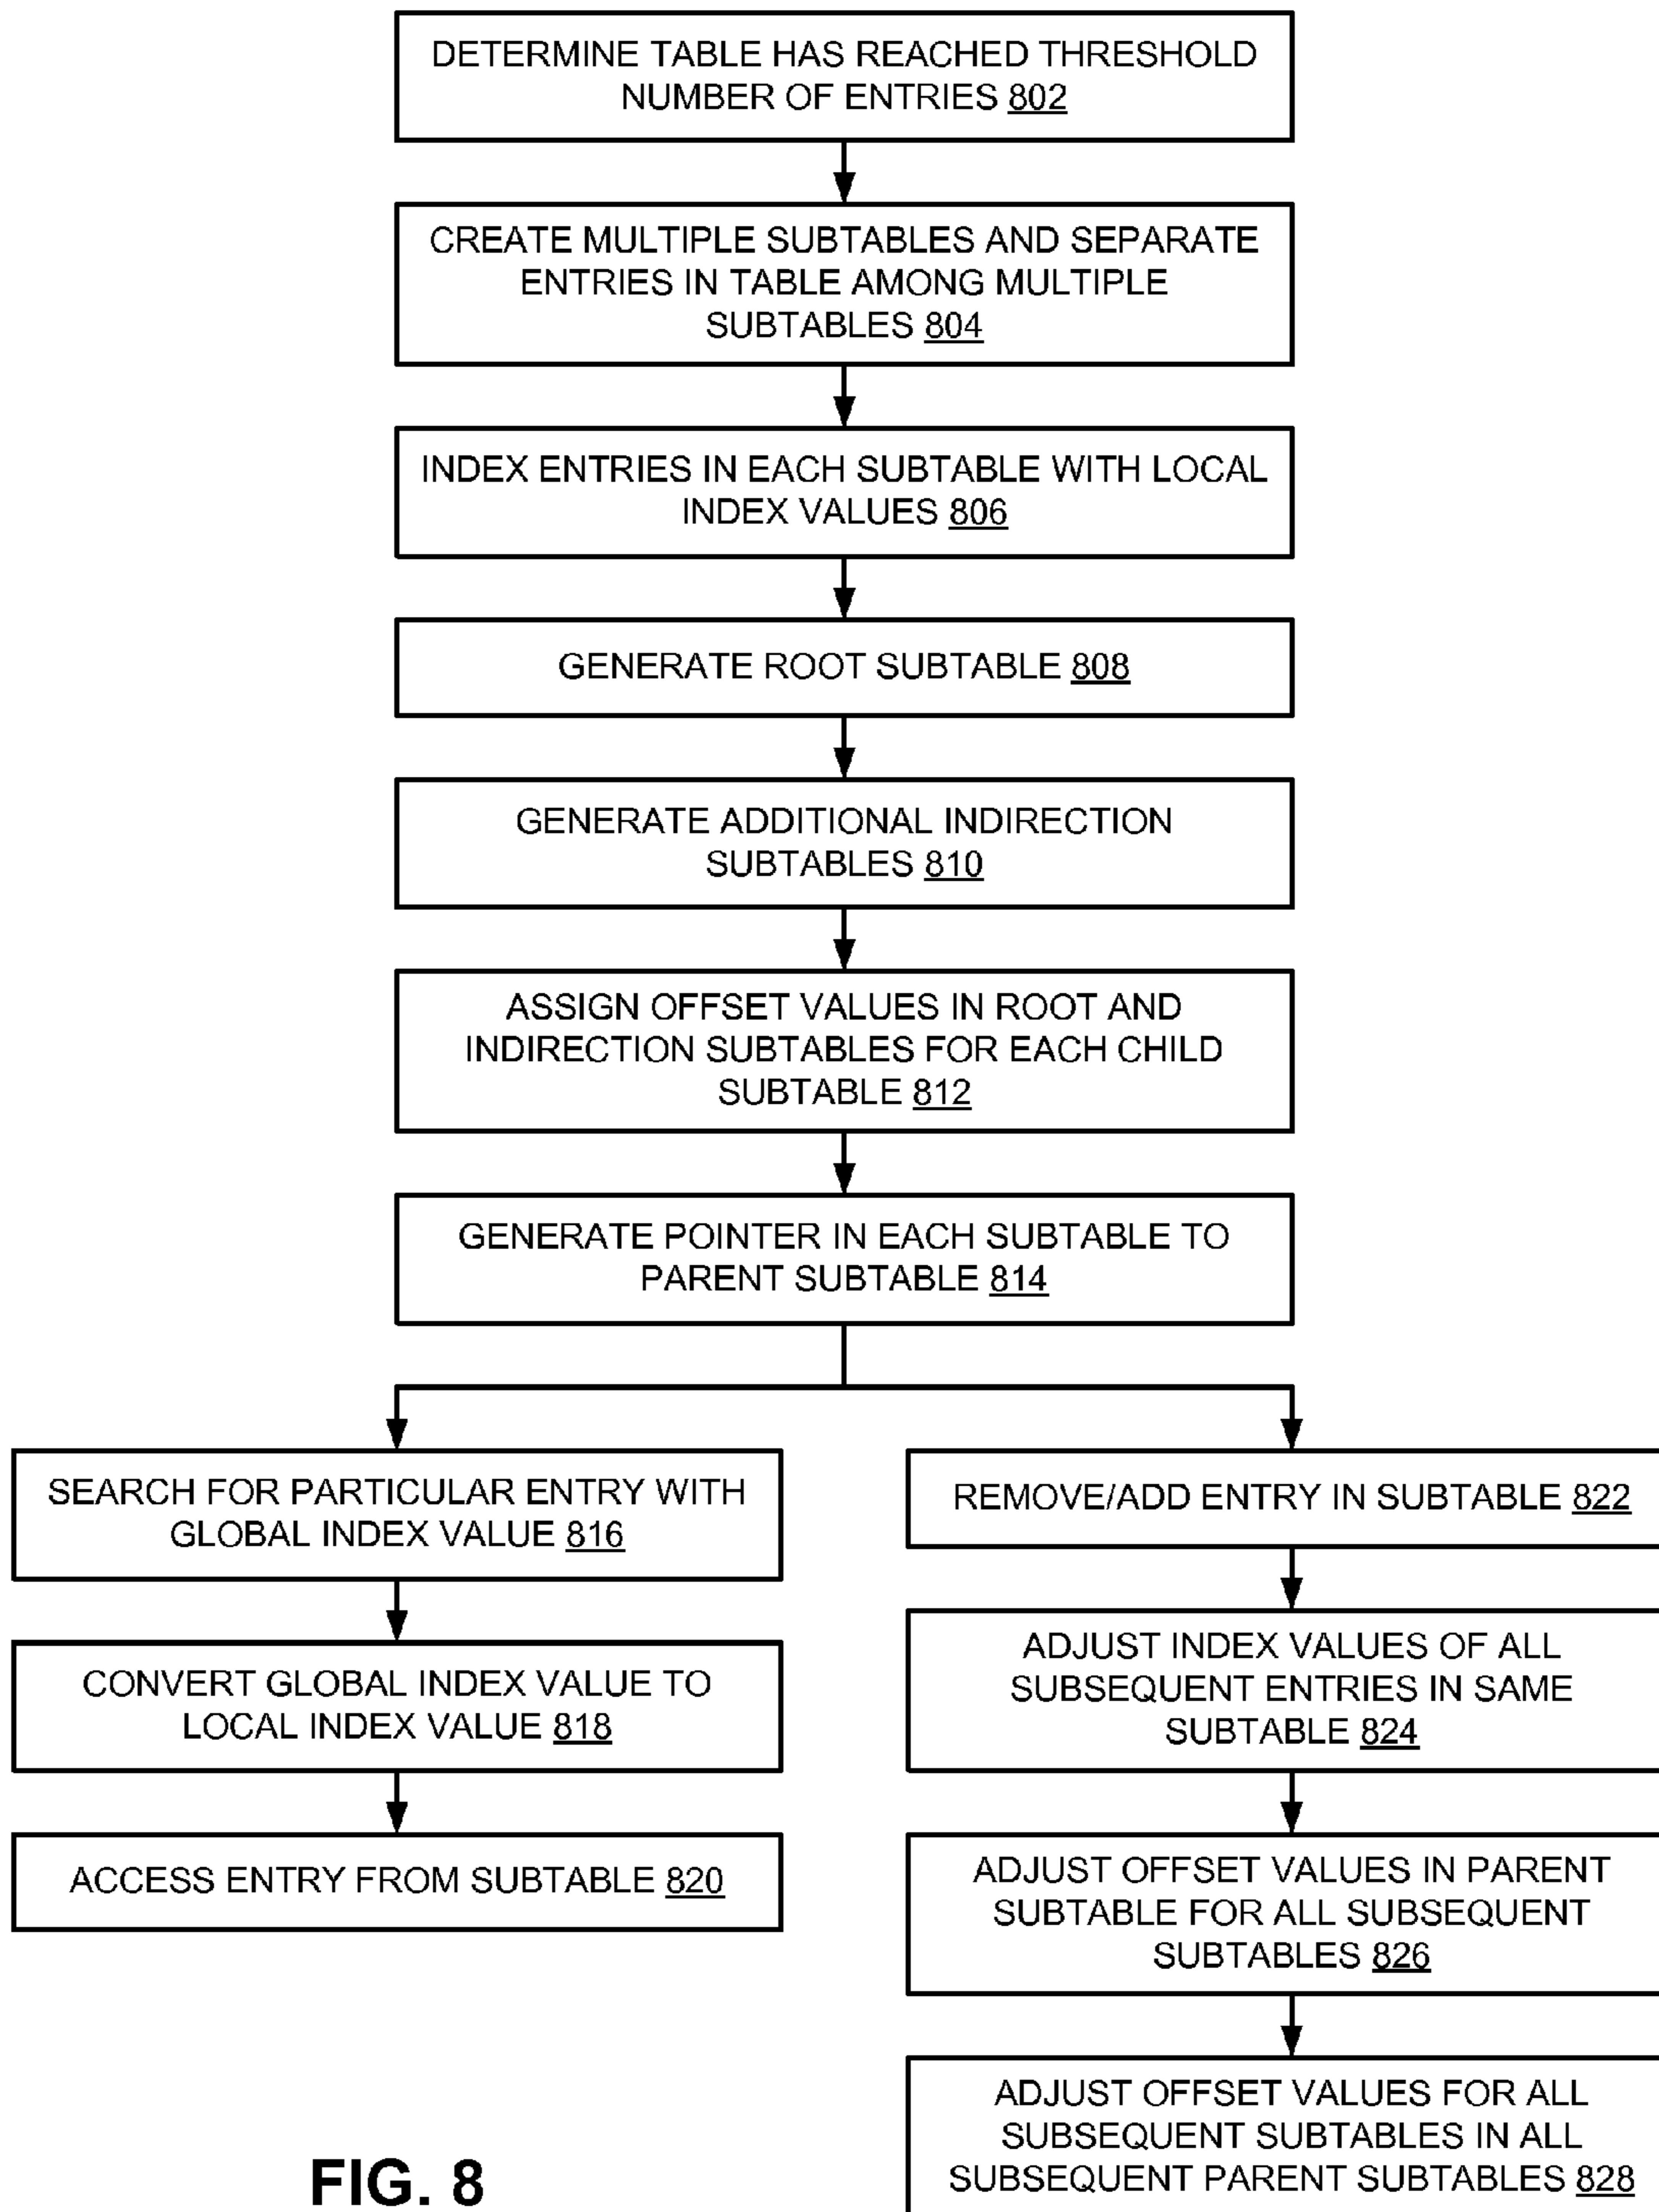 DETERMINE TABLE HAS REACHED THRESHOLD
NUMBER OF ENTRIES 802
CREATE MULTIPLE SUBTABLES AND SEPARATE
ENTRIES IN TABLE AMONG MULTIPLE
SUBTABLES 804
INDEX ENTRIES IN EACH SUBTABLE WITH LOCAL
INDEX VALUES 806
GENERATE ROOT SUBTABLE 808
GENERATE ADDITIONAL INDIRECTION
SUBTABLES 810
ASSIGN OFFSET VALUES IN ROOT AND
INDIRECTION SUBTABLES FOR EACH CHILD
SUBTABLE 812
GENERATE POINTER IN EACH SUBTABLE TO
PARENT SUBTABLE 814
SEARCH FOR PARTICULAR ENTRY WITH
GLOBAL INDEX VALUE 816
CONVERT GLOBAL INDEX VALUE TO
LOCAL INDEX VALUE 818
ACCESS ENTRY FROM SUBTABLE 820
REMOVE/ADD ENTRY IN SUBTABLE 822
ADJUST INDEX VALUES OF ALL
SUBSEQUENT ENTRIES IN SAME
SUBTABLE 824
ADJUST OFFSET VALUES IN PARENT
SUBTABLE FOR ALL SUBSEQUENT
SUBTABLES 826
ADJUST OFFSET VALUES FOR ALL
SUBSEQUENT SUBTABLES IN ALL
SUBSEQUENT PARENT SUBTABLES 828
FIG. 8